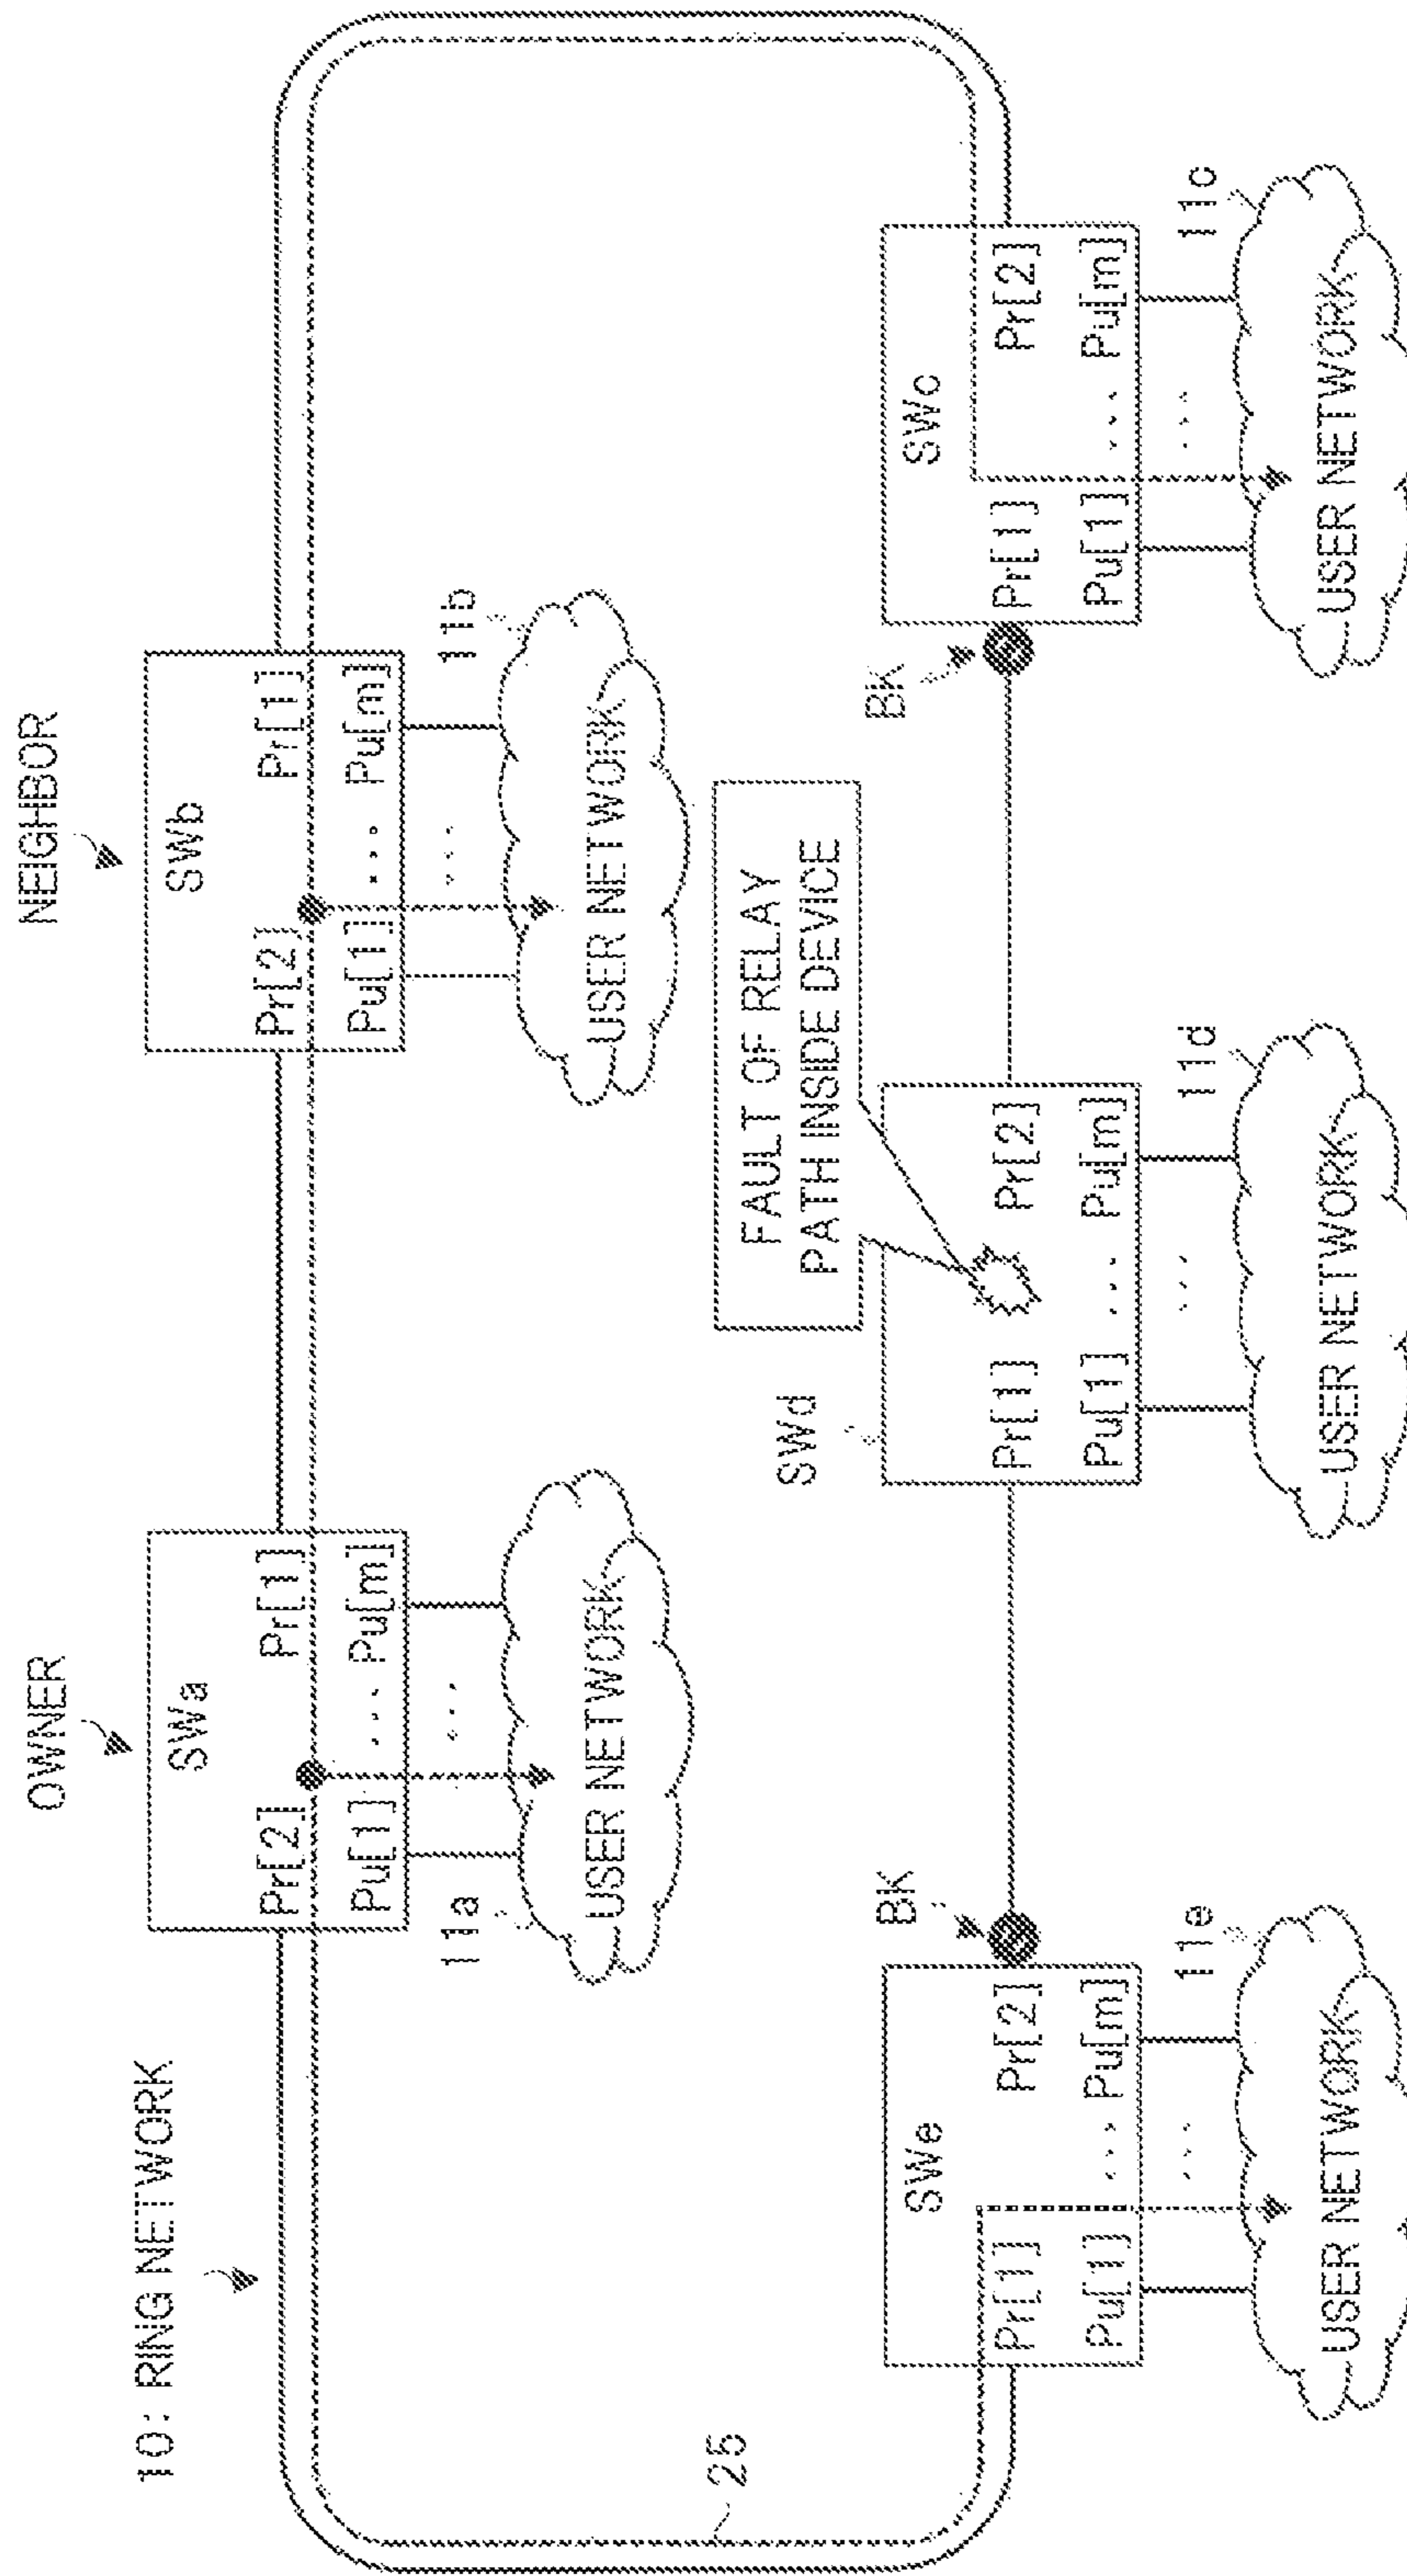 10: RING NETWORK
OWNER
NEIGHBOR
SWa
Pr[2]
Pr[1]
Pu[1]
...
Pu[m]
...
11a
USER NETWORK
SWb
Pr[2]
Pr[1]
Pu[1]
...
Pu[m]
...
11b
USER NETWORK
25
FAULT OF RELAY
PATH INSIDE DEVICE
SWe
BK
Pr[1]
Pr[2]
Pu[1]
...
Pu[m]
...
11e
USER NETWORK
SWd
Pr[1]
Pr[2]
Pu[1]
...
Pu[m]
...
11d
USER NETWORK
BK
SWc
Pr[1]
Pr[2]
Pu[1]
...
Pu[m]
...
11c
USER NETWORK